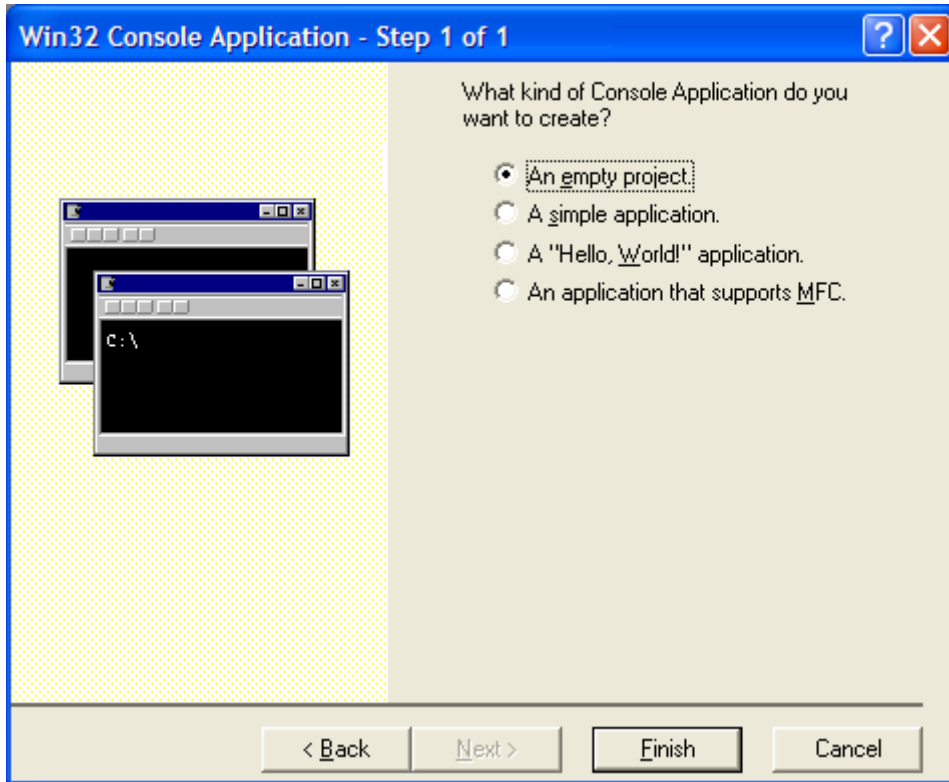 Win32 Console Application - Step 1 of 1
What kind of Console Application do you
want to create?
An empty project.
A simple application.
A "Hello, World!" application.
An application that supports MFC.
C:\
< Back Next > Finish Cancel